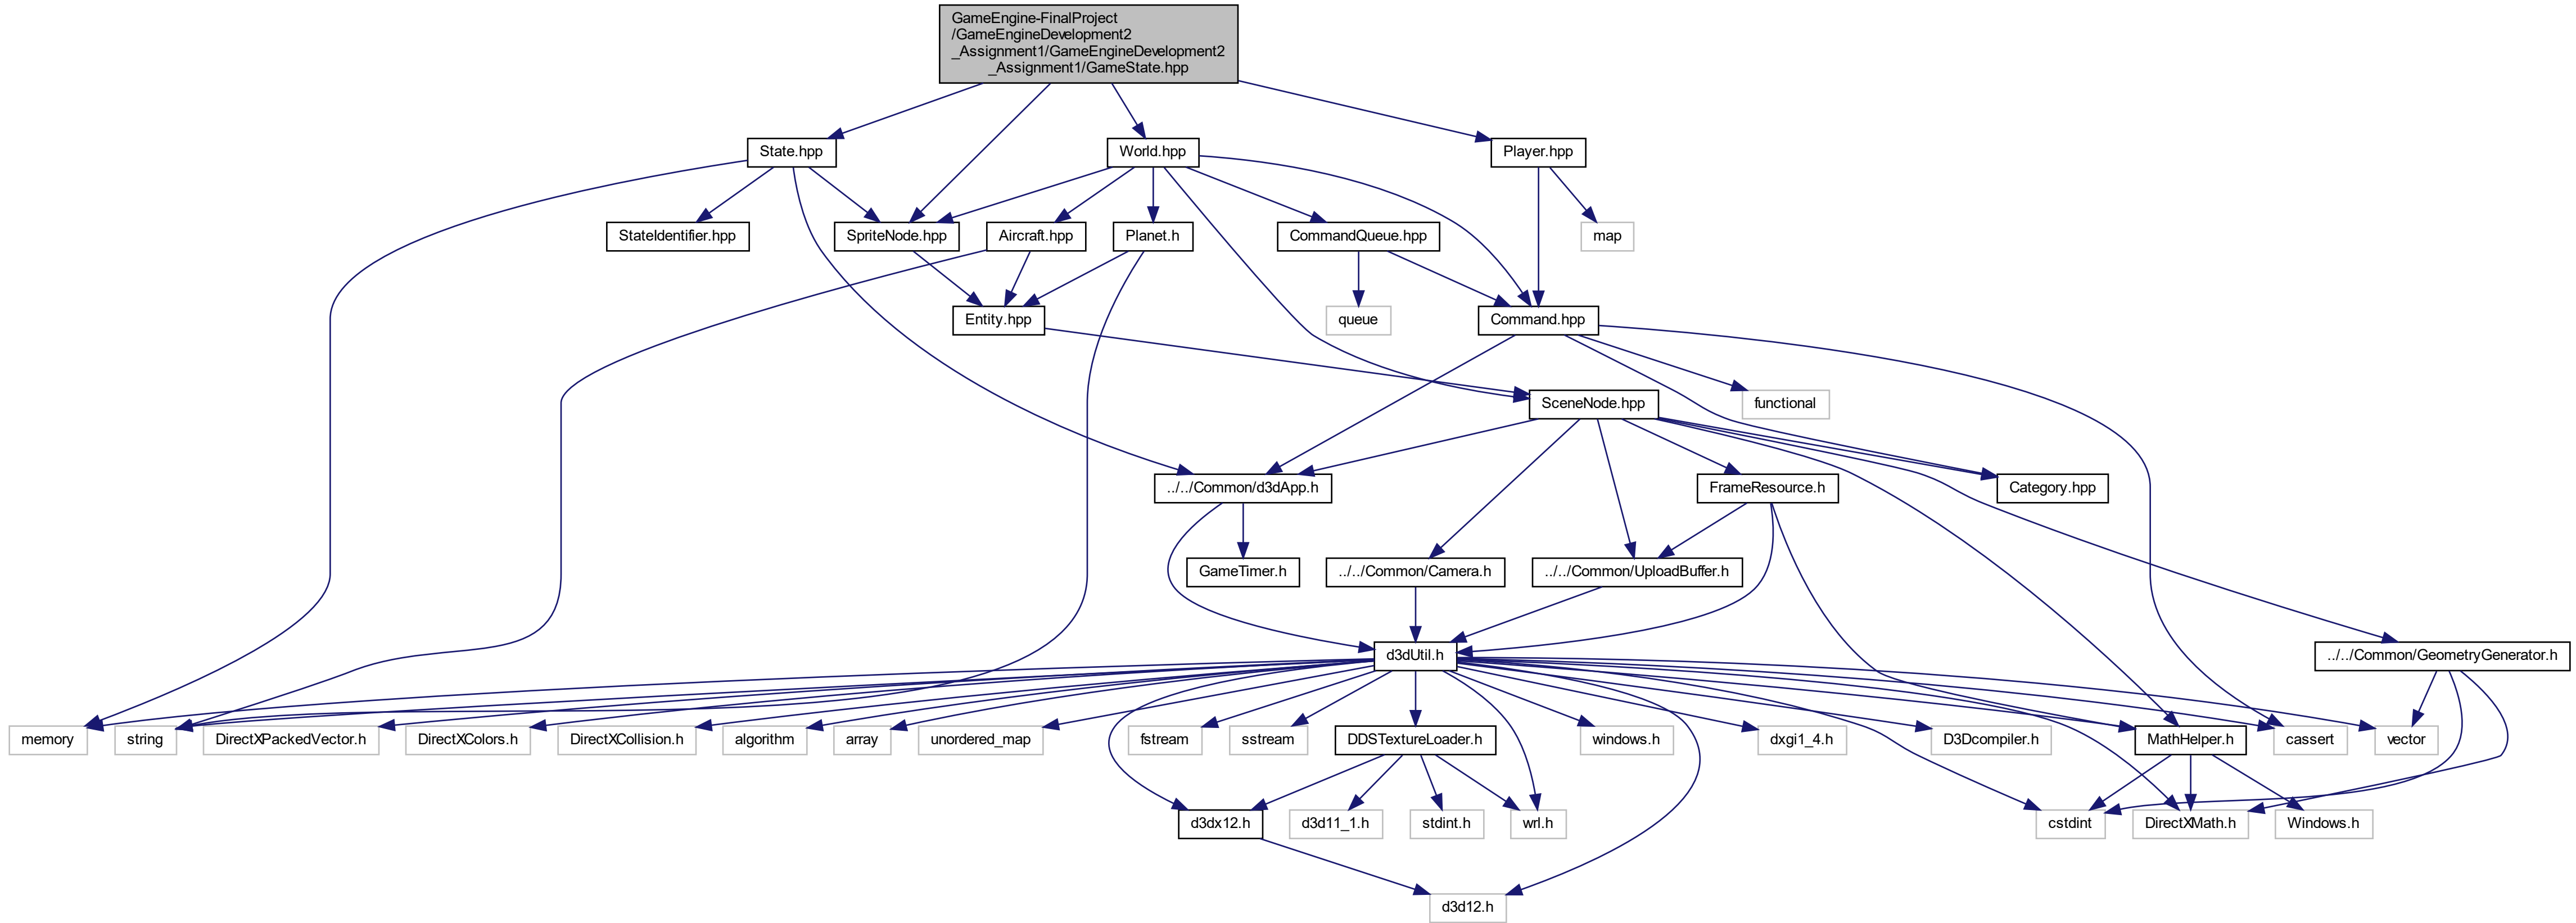 GameEngine-FinalProject
/GameEngineDevelopment2
_Assignment1/GameEngineDevelopment2
_Assignment1/GameState.hpp
State.hpp
World.hpp
Player.hpp
StateIdentifier.hpp
SpriteNode.hpp
Aircraft.hpp
Planet.h
CommandQueue.hpp
map
Entity.hpp
queue
Command.hpp
SceneNode.hpp
functional
../../Common/d3dApp.h
FrameResource.h
Category.hpp
GameTimer.h
../../Common/Camera.h
../../Common/UploadBuffer.h
d3dUtil.h
../../Common/GeometryGenerator.h
memory
string
DirectXPackedVector.h
DirectXColors.h
DirectXCollision.h
algorithm
array
unordered_map
fstream
sstream
DDSTextureLoader.h
windows.h
dxgi1_4.h
D3Dcompiler.h
MathHelper.h
cassert
vector
d3dx12.h
d3d11_1.h
stdint.h
wrl.h
cstdint
DirectXMath.h
Windows.h
d3d12.h